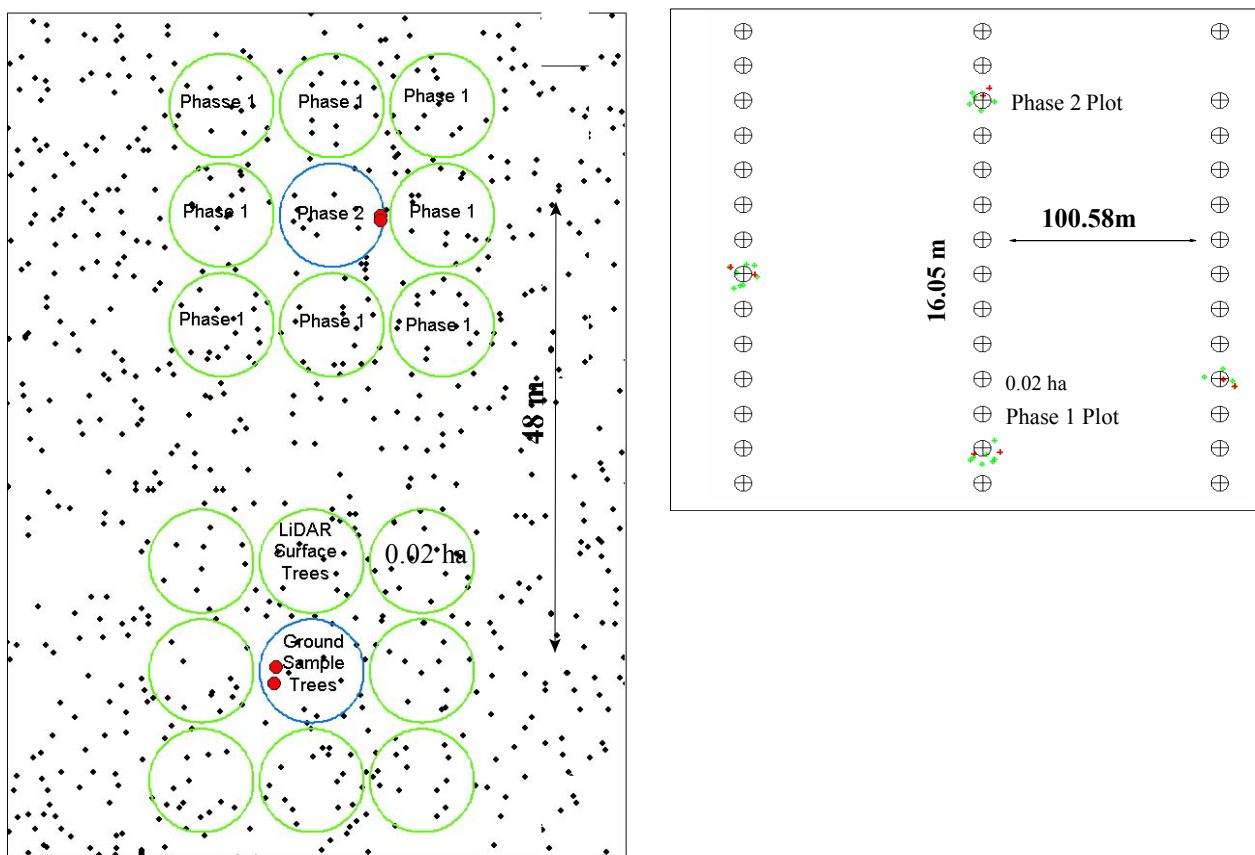 Phasse 1
Phase 1
Phase 1
Phase 1
Phase 2
Phase 1
Phase 1
Phase 1
Phase 1
48 m
LiDAR
Surface
Trees
0.02 ha
Ground
Sample
Trees
Phase 2 Plot
100.58m
16.05 m
0.02 ha
Phase 1 Plot